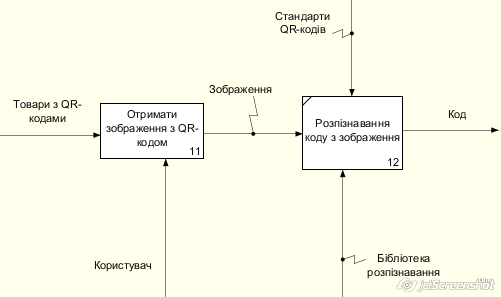 Стандарти
QR-кодів
Зображення
Товари з QR-
кодами
Отримати
зображення з QR-
кодом
11
Розпізнавання
коду з зображення
12
Код
Користувач
Бібліотека
розпізнавання
jetScreenshot